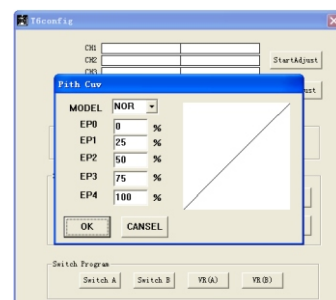 T6config
CH1
CH2
CH3
StartAdjust
ust
Pith Cuv
MODEL NOR
EP0 0 %
EP1 25 %
EP2 50 %
EP3 75 %
EP4 100 %
OK CANSEL
Switch Program
Switch A Switch B VR(A) VR(B)